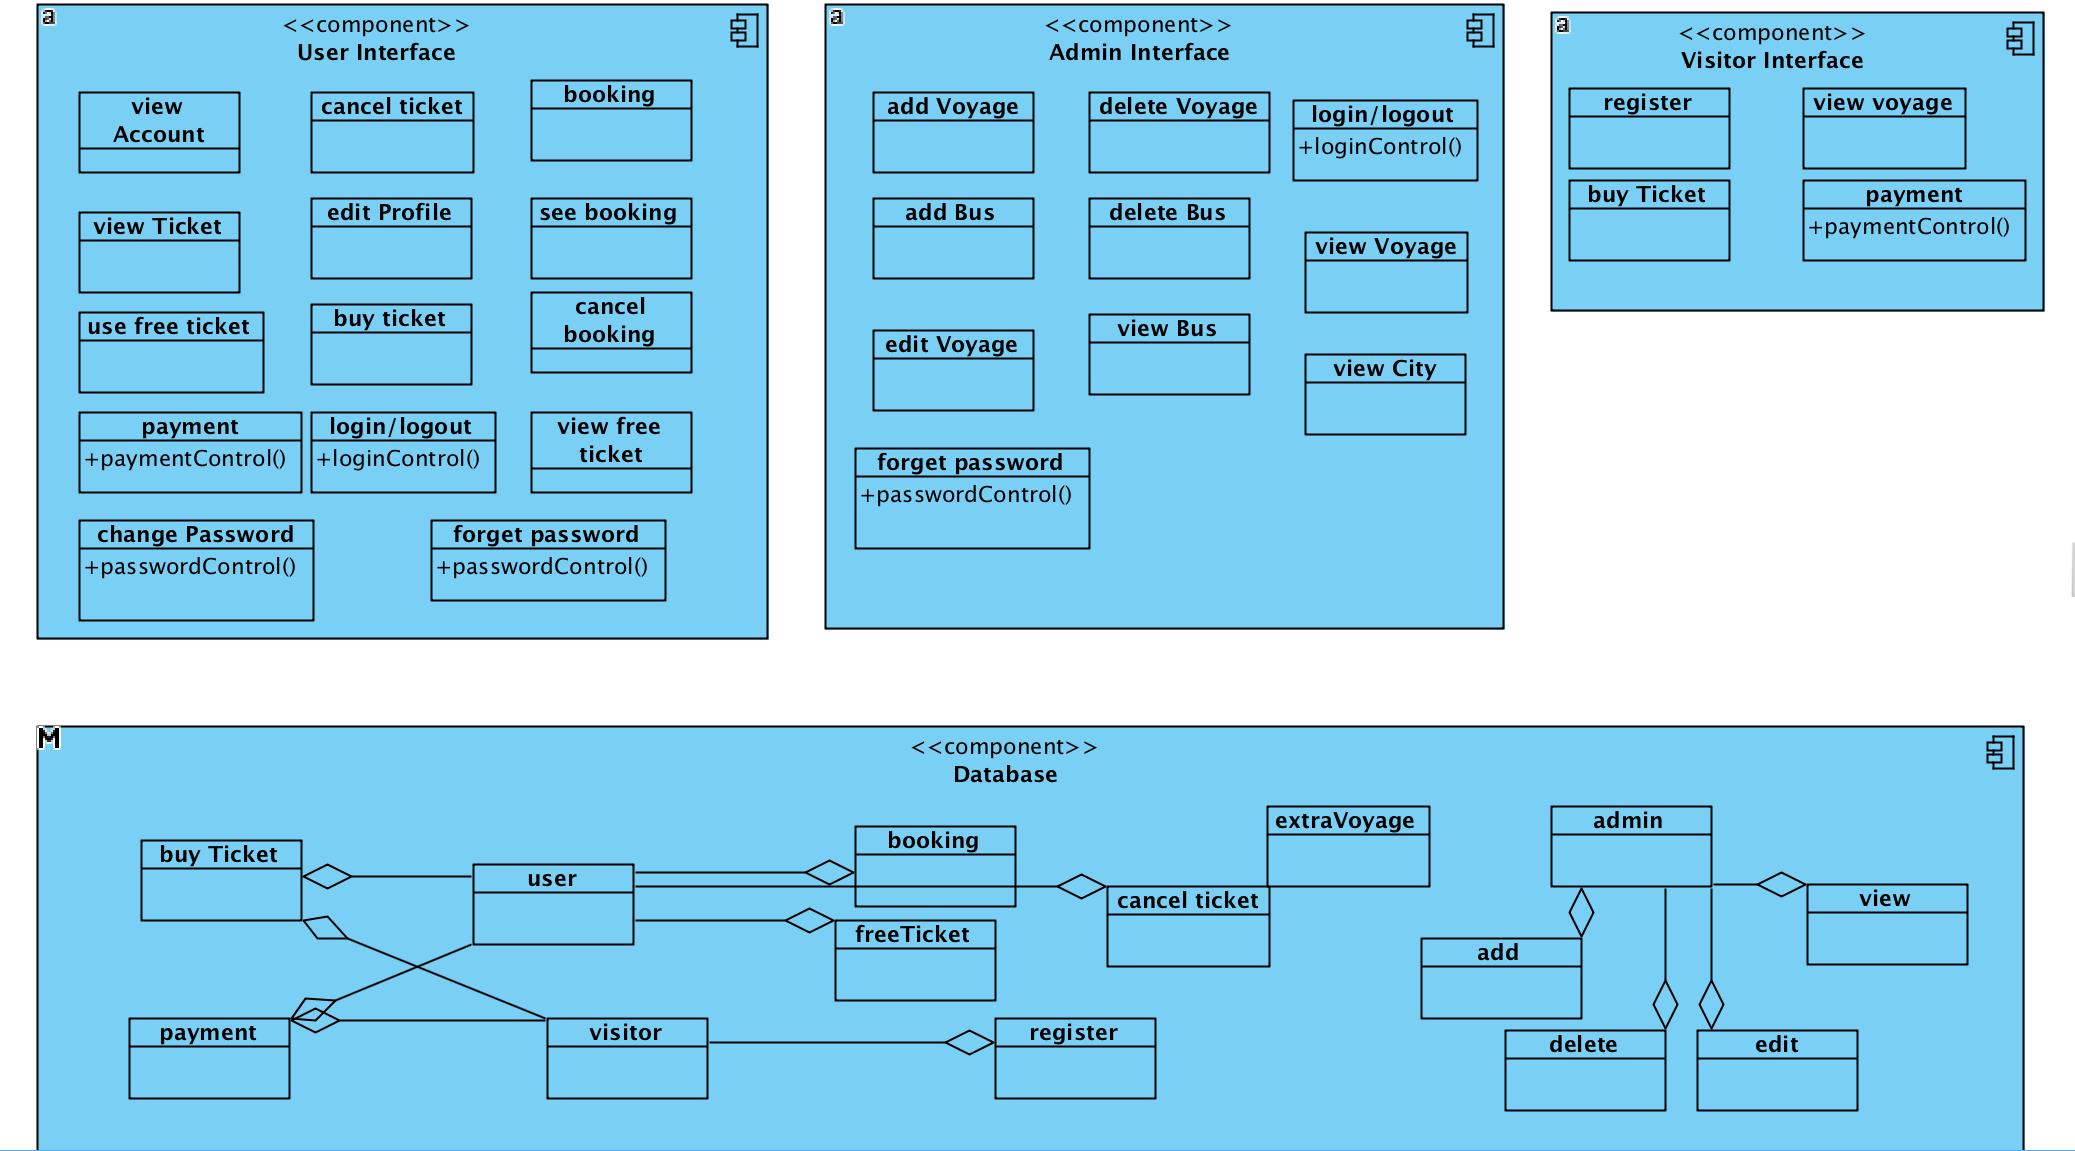 a
<<component>>
User Interface
view
Account
cancel ticket
booking
view Ticket
edit Profile
see booking
use free ticket
buy ticket
cancel
booking
payment
+paymentControl()
login/logout
+loginControl()
view free
ticket
change Password
+passwordControl()
forget password
+passwordControl()
a
<<component>>
Admin Interface
add Voyage
delete Voyage
login/logout
+loginControl()
add Bus
delete Bus
view Voyage
edit Voyage
view Bus
view City
forget password
+passwordControl()
a
<<component>>
Visitor Interface
register
view voyage
buy Ticket
payment
+paymentControl()
M
<<component>>
Database
buy Ticket
user
booking
extraVoyage
admin
cancel ticket
view
freeTicket
add
payment
visitor
register
delete
edit